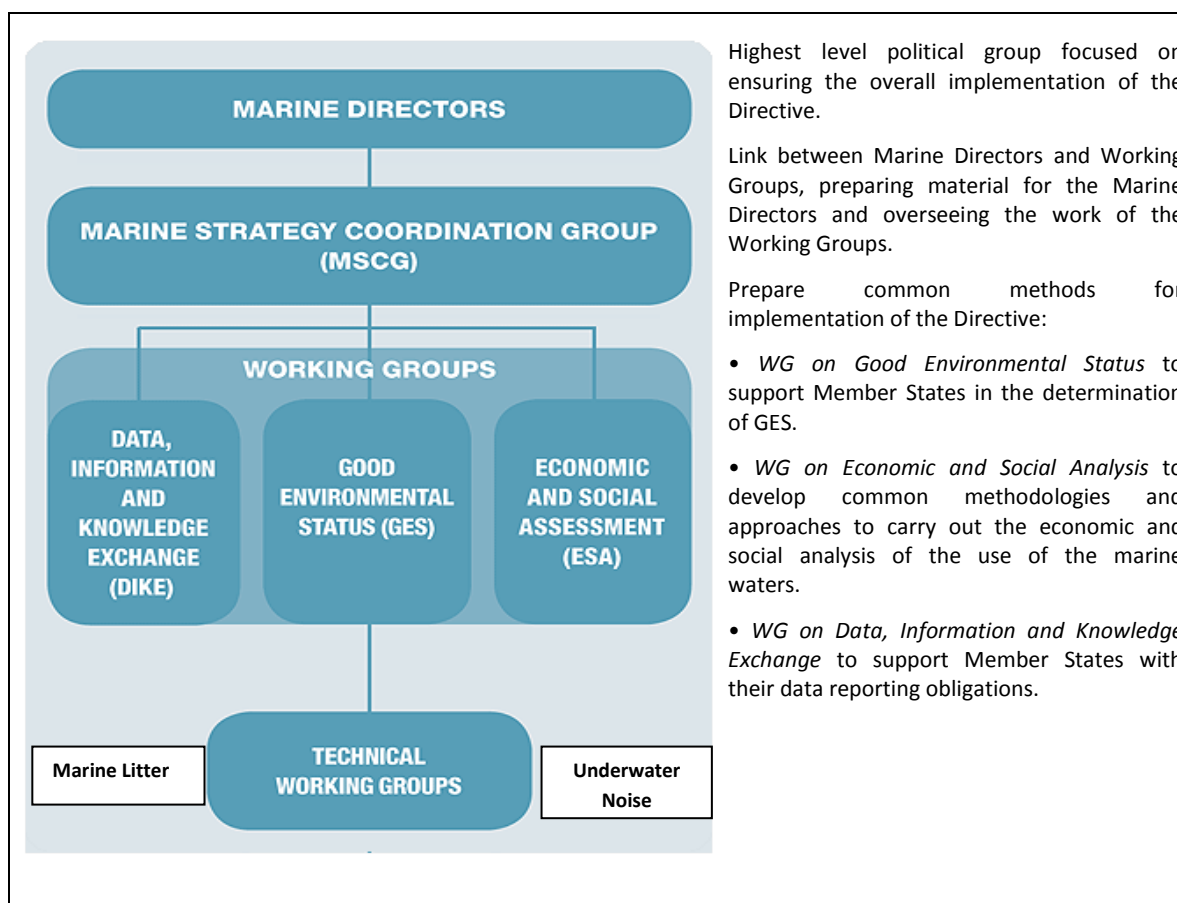 MARINE DIRECTORS
MARINE STRATEGY COORDINATION GROUP
(MSCG)
WORKING GROUPS
DATA,
INFORMATION
AND
KNOWLEDGE
EXCHANGE
(DIKE)
GOOD
ENVIRONMENTAL
STATUS (GES)
ECONOMIC
AND SOCIAL
ASSESSMENT
(ESA)
Marine Litter
TECHNICAL
WORKING GROUPS
Underwater
Noise
Highest level political group focused on
ensuring the overall implementation of the
Directive.
Link between Marine Directors and Working
Groups, preparing material for the Marine
Directors and overseeing the work of the
Working Groups.
Prepare common methods for
implementation of the Directive:
• WG on Good Environmental Status to
support Member States in the determination
of GES.
• WG on Economic and Social Analysis to
develop common methodologies and
approaches to carry out the economic and
social analysis of the use of the marine
waters.
• WG on Data, Information and Knowledge
Exchange to support Member States with
their data reporting obligations.